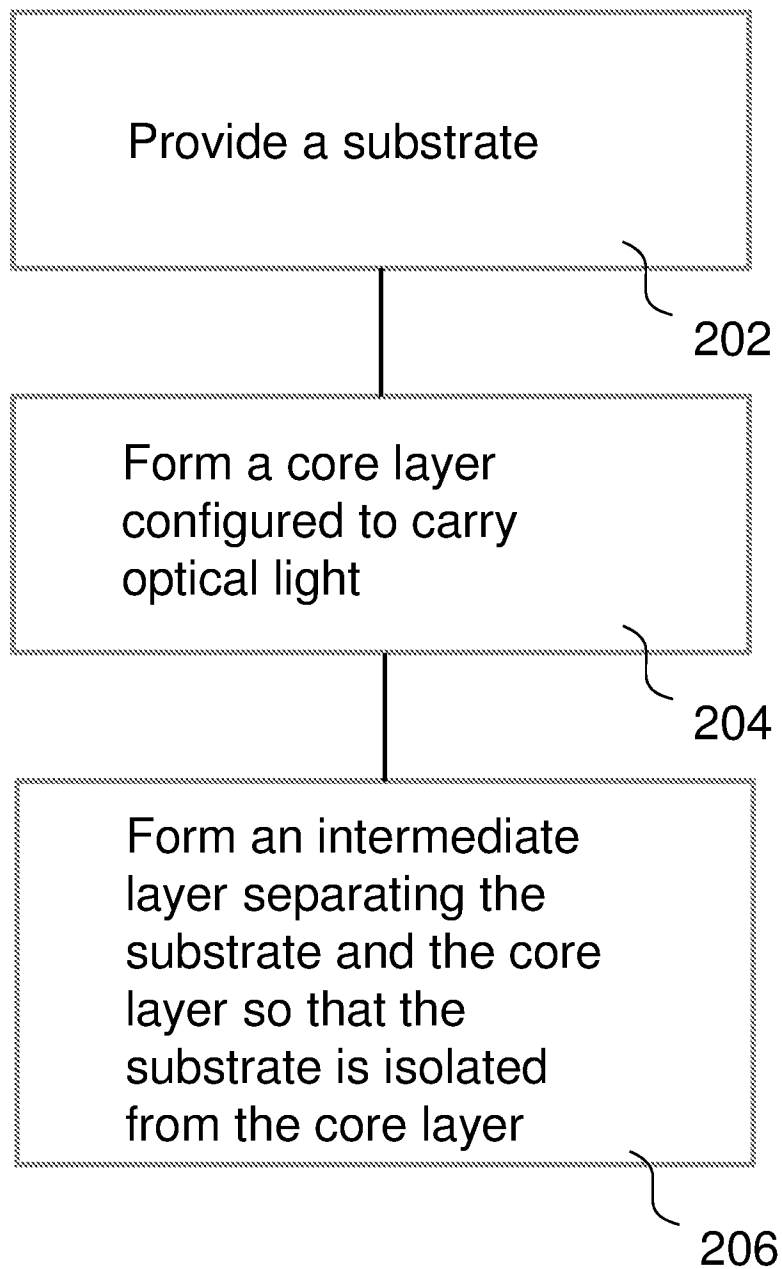 Provide a substrate
202
Form a core layer
configured to carry
optical light
204
Form an intermediate
layer separating the
substrate and the core
layer so that the
substrate is isolated
from the core layer
206